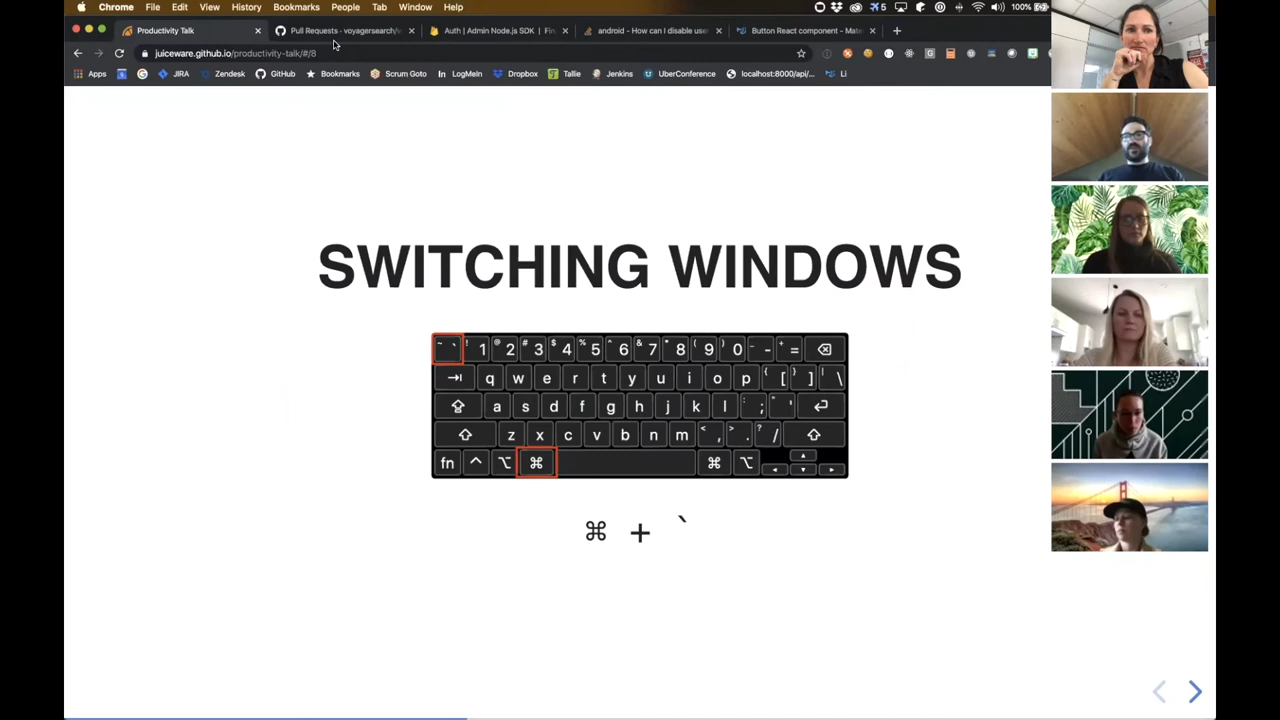 Chrome File Edit View History Bookmarks People Tab Window Help 5 100%
Productivity Talk Pull Requests · voyagersearch/ Auth | Admin Node.js SDK | Fir android - How can I disable use Button React component - Mate
juiceware.github.io/productivity-talk/#/8
Apps JIRA Zendesk GitHub Bookmarks Scrum Goto LogMeIn Dropbox Tallie Jenkins UberConference localhost:8000/api/... Li
SWITCHING WINDOWS
~ ` ! 1 @ 2 # 3 $ 4 % 5 ^ 6 & 7 * 8 ( 9 ) 0 _ - + =
q w e r t y u i o p { [ } ] | \
a s d f g h j k l : ; " '
z x c v b n m < , > . ? /
fn ^ ⌥ ⌘ ⌘ ⌥
⌘ + `